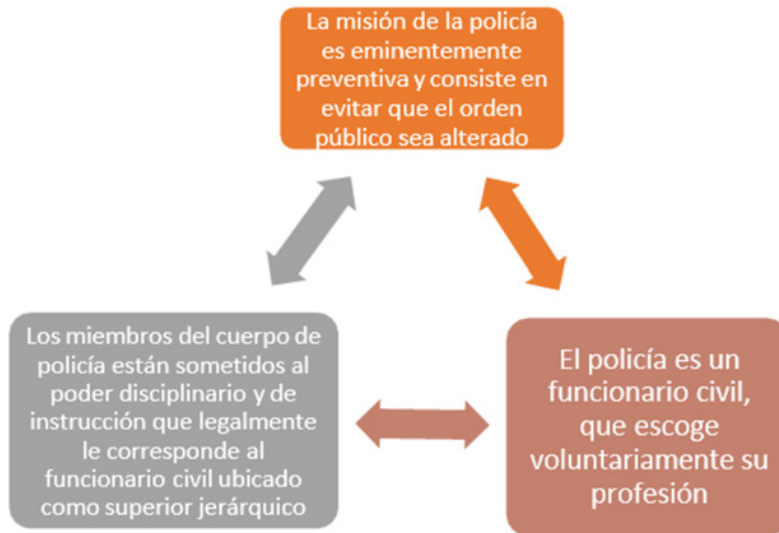 La misión de la policía
es eminentemente
preventiva y consiste en
evitar que el orden
público sea alterado
Los miembros del cuerpo de
policía están sometidos al
poder disciplinario y de
instrucción que legalmente
le corresponde al
funcionario civil ubicado
como superior jerárquico
El policía es un
funcionario civil,
que escoge
voluntariamente su
profesión